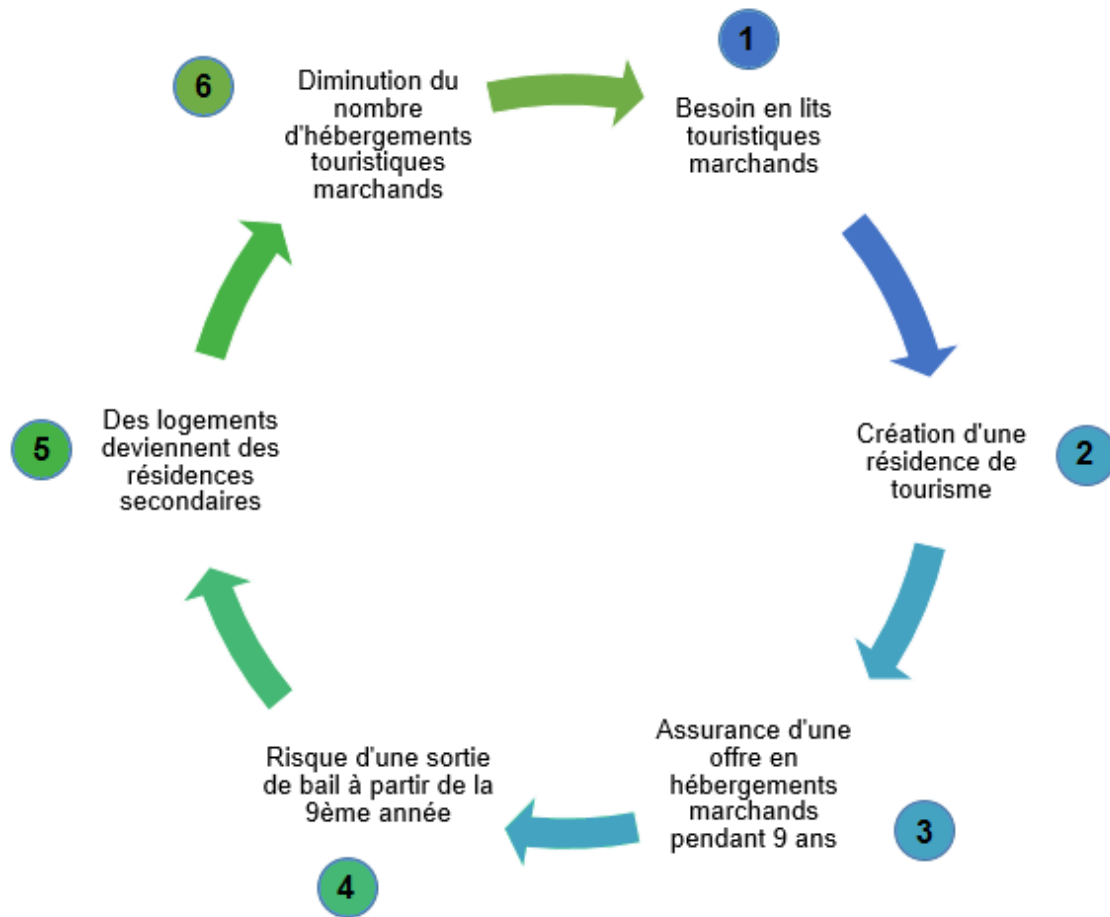 1
Besoin en lits
touristiques
marchands
2
Création d'une
résidence de
tourisme
3
Assurance d'une
offre en
hébergements
marchands
pendant 9 ans
4
Risque d'une sortie
de bail à partir de la
9ème année
5
Des logements
deviennent des
résidences
secondaires
6
Diminution du
nombre
d'hébergements
touristiques
marchands